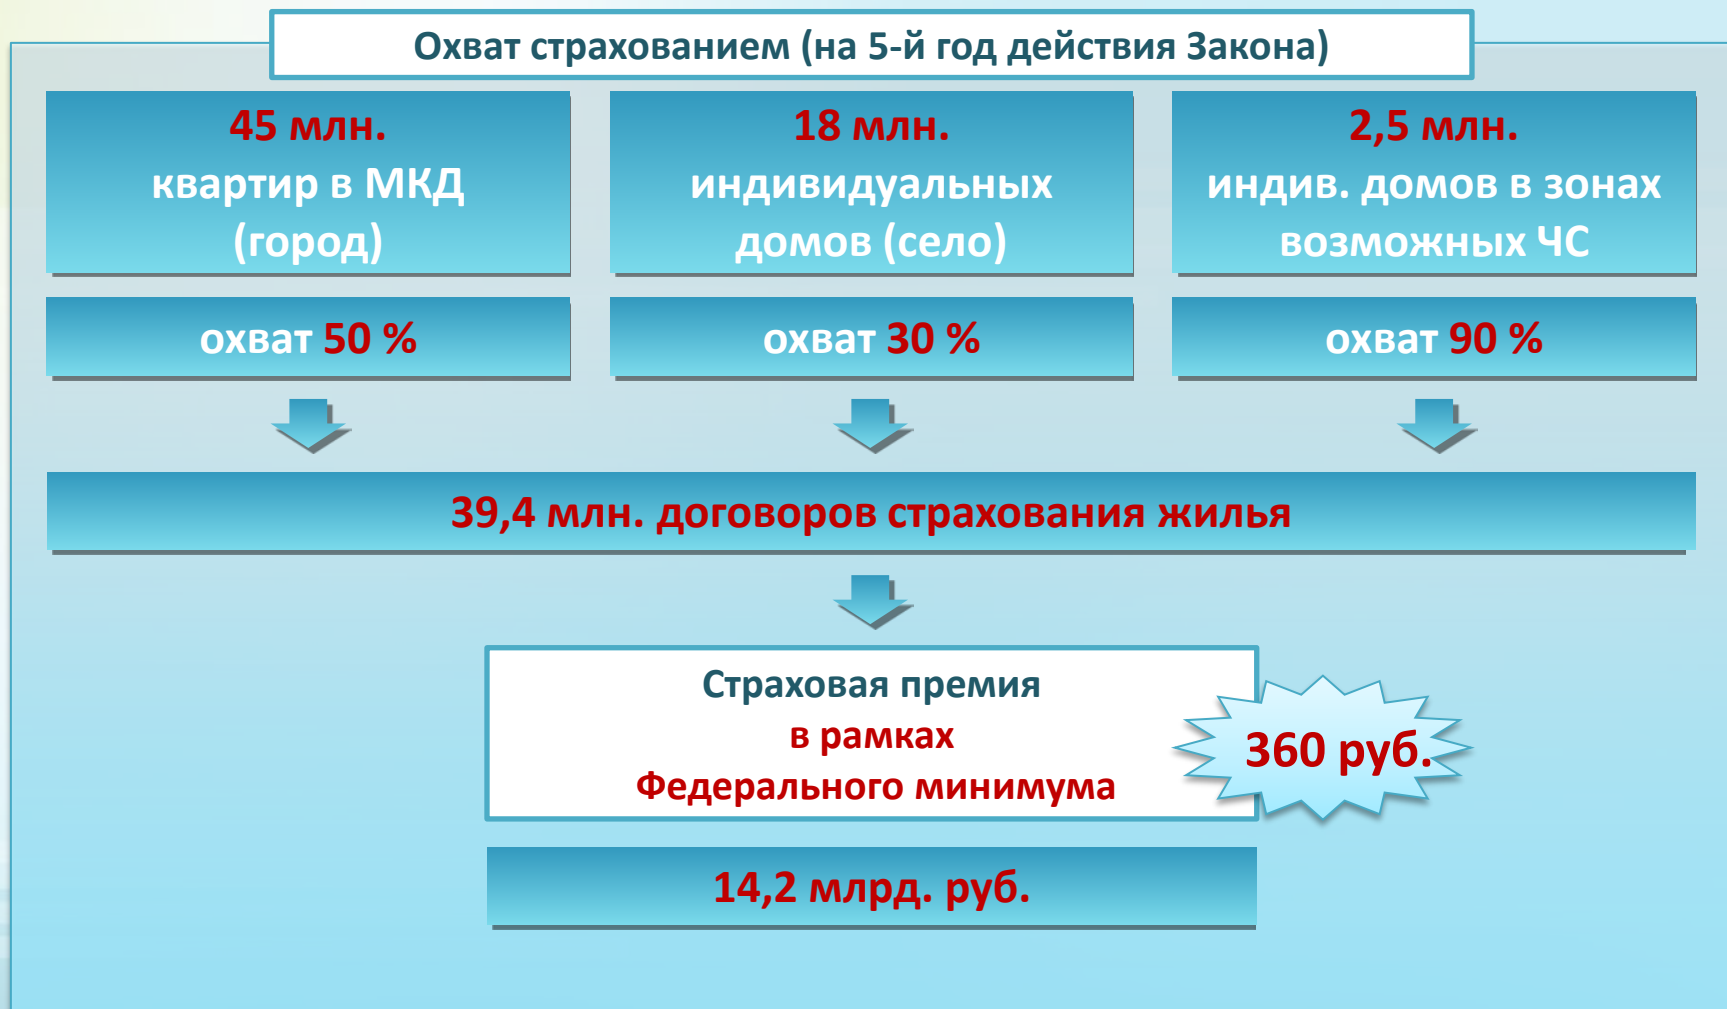 Охват страхованием (на 5-й год действия Закона)
45 млн.
квартир в МКД
(город)
18 млн.
индивидуальных
домов (село)
2,5 млн.
индив. домов в зонах
возможных ЧС
охват 50 %
охват 30 %
охват 90 %
39,4 млн. договоров страхования жилья
Страховая премия
в рамках
Федерального минимума
360 руб.
14,2 млрд. руб.